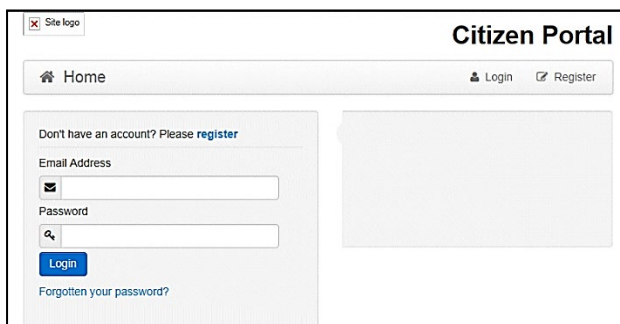 Site logo
Citizen Portal
Home
Login
Register
Don't have an account? Please register
Email Address
Password
Login
Forgotten your password?